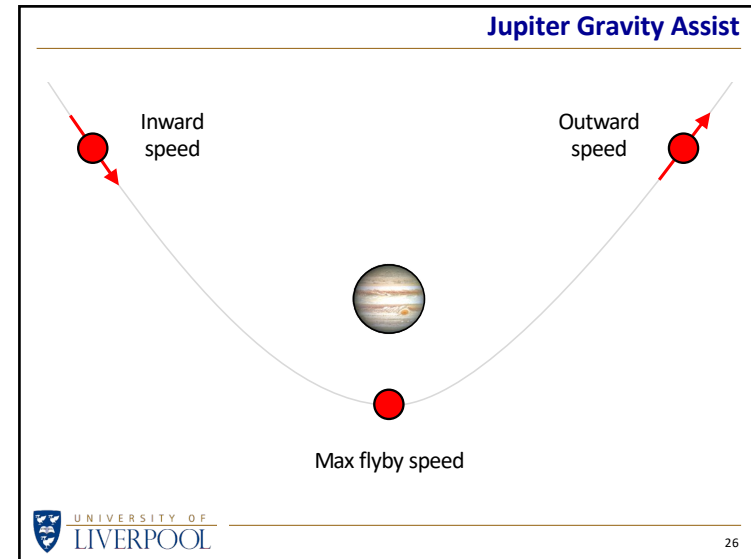 Jupiter Gravity Assist
Inward
speed
Outward
speed
Max flyby speed
UNIVERSITY OF
LIVERPOOL
26